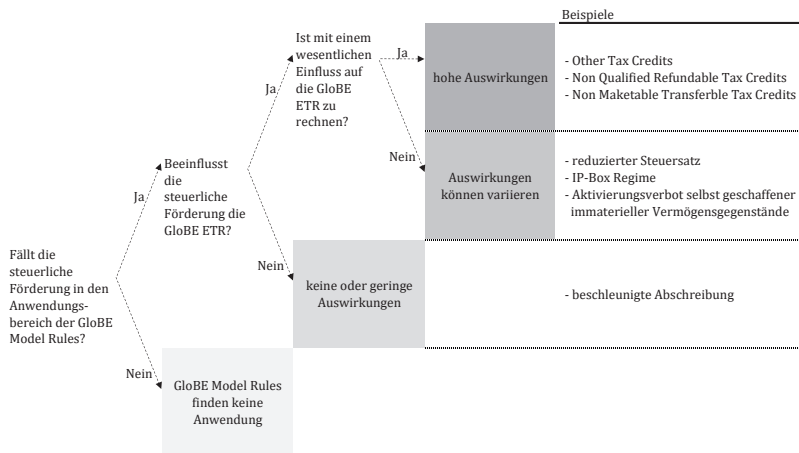 Beispiele
Ist mit einem
wesentlichen
Einfluss auf
die GloBE
ETR zu
rechnen?
Ja
hohe Auswirkungen
- Other Tax Credits
- Non Qualified Refundable Tax Credits
- Non Maketable Transferble Tax Credits
Ja
Nein
Auswirkungen
können variieren
- reduzierter Steuersatz
- IP-Box Regime
- Aktivierungsverbot selbst geschaffener
immaterieller Vermögensgegenstände
Beeinflusst
die
steuerliche
Förderung die
GloBE ETR?
Ja
Nein
keine oder geringe
Auswirkungen
- beschleunigte Abschreibung
Fällt die
steuerliche
Förderung in den
Anwendungs-
bereich der GloBE
Model Rules?
Nein
GloBE Model Rules
finden keine
Anwendung